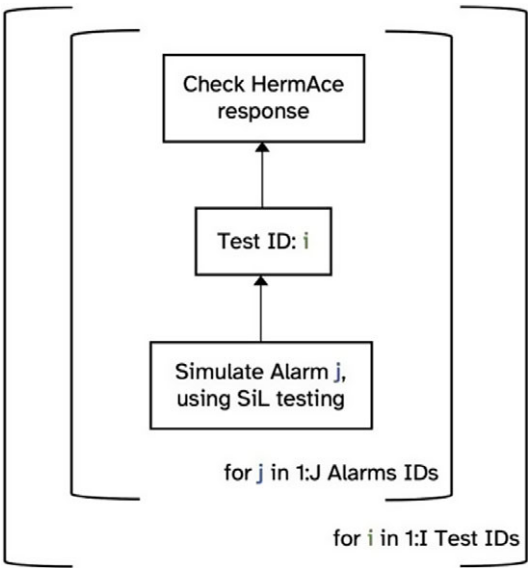 Check HermAce
response
Test ID: i
Simulate Alarm j,
using SiL testing
for j in 1:J Alarms IDs
for i in 1:I Test IDs